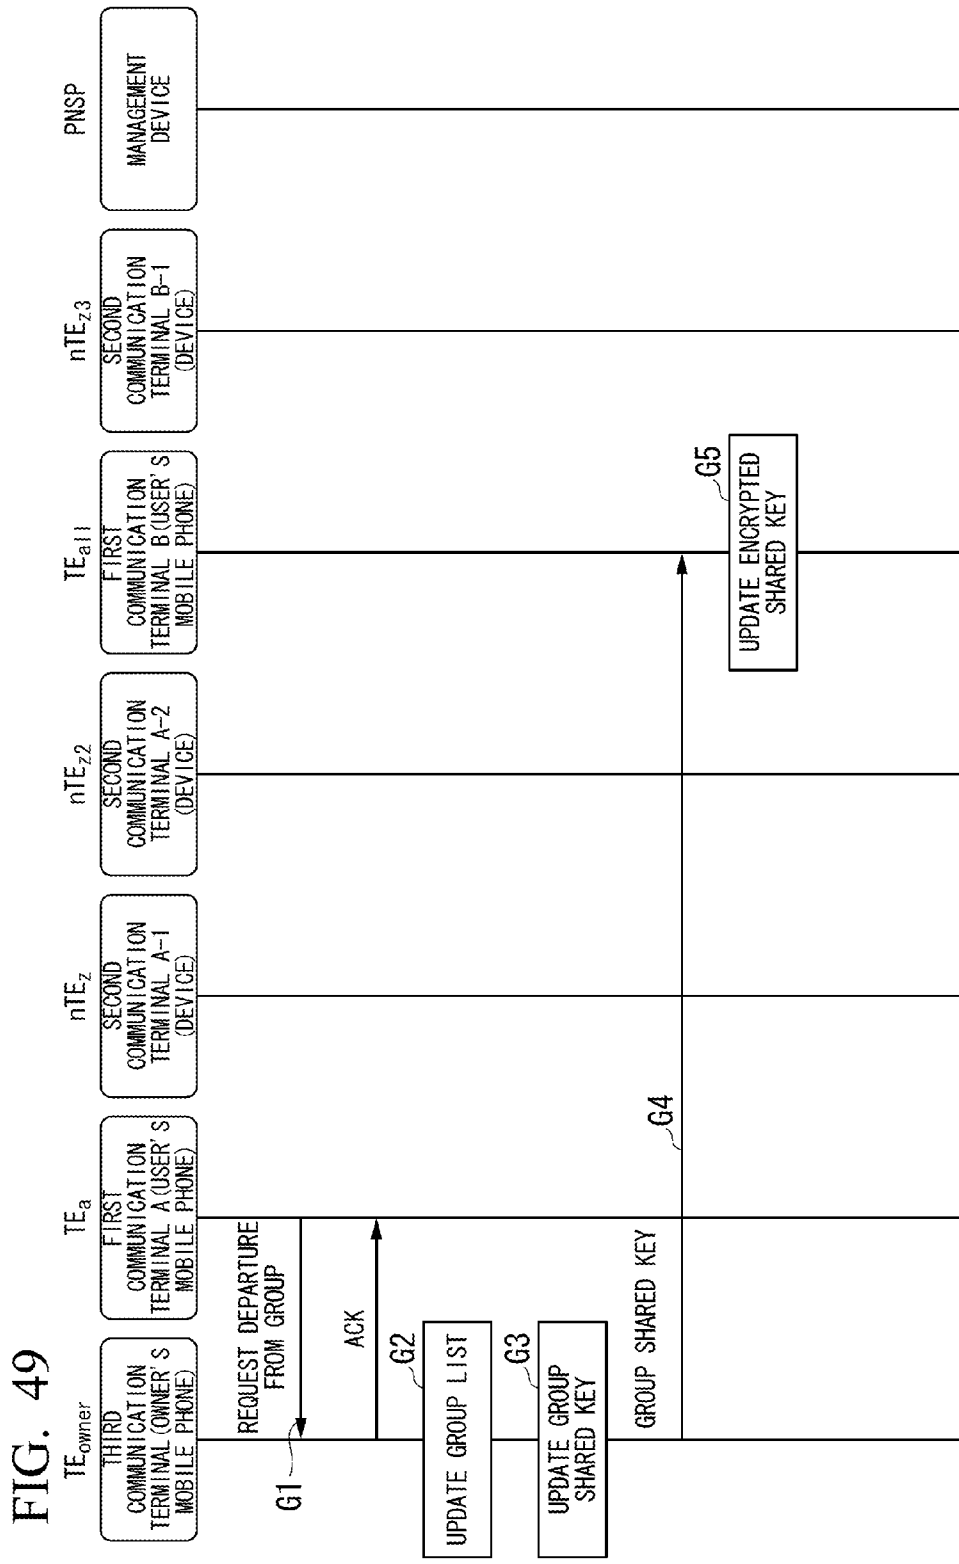 FIG. 49
TEowner
THIRD
COMMUNICATION
TERMINAL(OWNER'S
MOBILE PHONE)
TEa
FIRST
COMMUNICATION
TERMINAL A(USER'S
MOBILE PHONE)
nTEz
SECOND
COMMUNICATION
TERMINAL A-1
(DEVICE)
nTEz2
SECOND
COMMUNICATION
TERMINAL A-2
(DEVICE)
TEall
FIRST
COMMUNICATION
TERMINAL B(USER'S
MOBILE PHONE)
nTEz3
SECOND
COMMUNICATION
TERMINAL B-1
(DEVICE)
PNSP
MANAGEMENT
DEVICE
REQUEST DEPARTURE
FROM GROUP
G1
ACK
G2
UPDATE GROUP LIST
G3
UPDATE GROUP
SHARED KEY
GROUP SHARED KEY
G4
G5
UPDATE ENCRYPTED
SHARED KEY